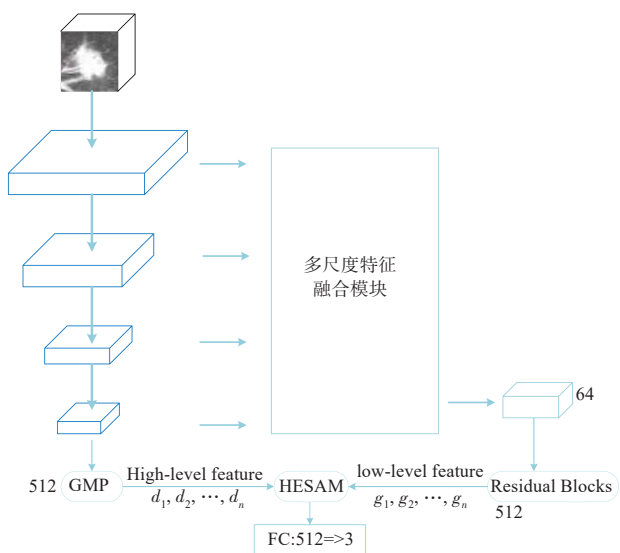 多尺度特征
融合模块
64
512
GMP
High-level feature
d₁, d₂, ⋯, dₙ
HESAM
low-level feature
g₁, g₂, ⋯, gₙ
Residual Blocks
512
FC:512=>3